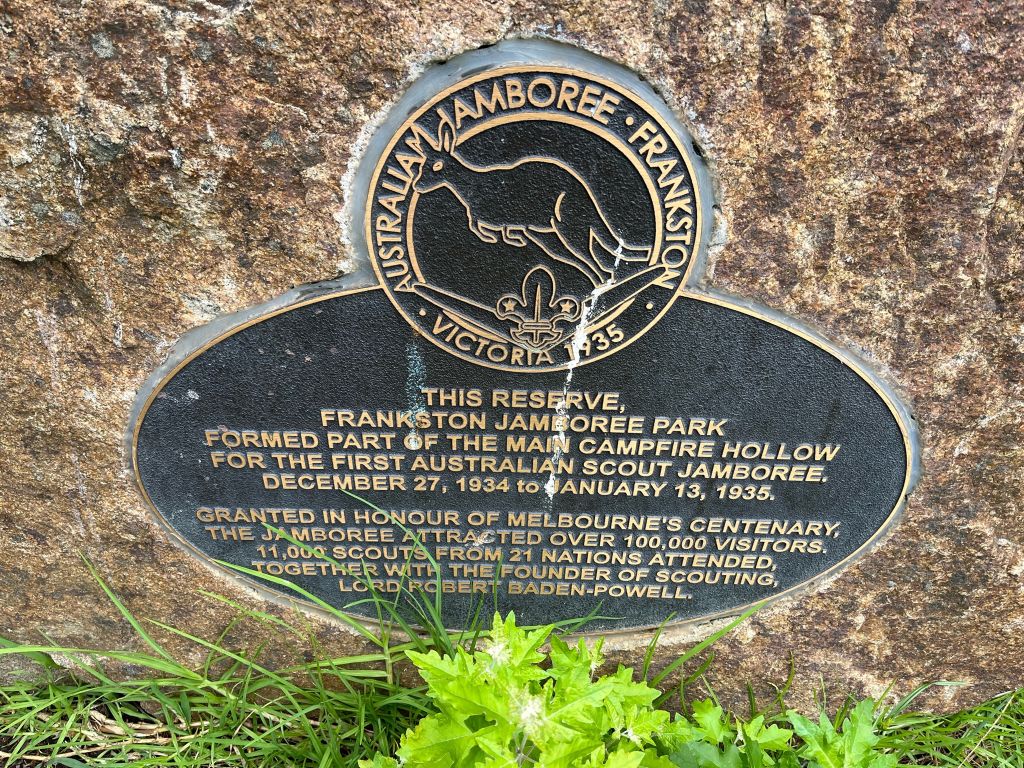 AUSTRALIAN JAMBOREE · FRANKSTON ·
VICTORIA 1935
THIS RESERVE,
FRANKSTON JAMBOREE PARK
FORMED PART OF THE MAIN CAMPFIRE HOLLOW
FOR THE FIRST AUSTRALIAN SCOUT JAMBOREE.
DECEMBER 27, 1934 to JANUARY 13, 1935.
GRANTED IN HONOUR OF MELBOURNE'S CENTENARY,
THE JAMBOREE ATTRACTED OVER 100,000 VISITORS.
11,000 SCOUTS FROM 21 NATIONS ATTENDED,
TOGETHER WITH THE FOUNDER OF SCOUTING,
LORD ROBERT BADEN-POWELL.